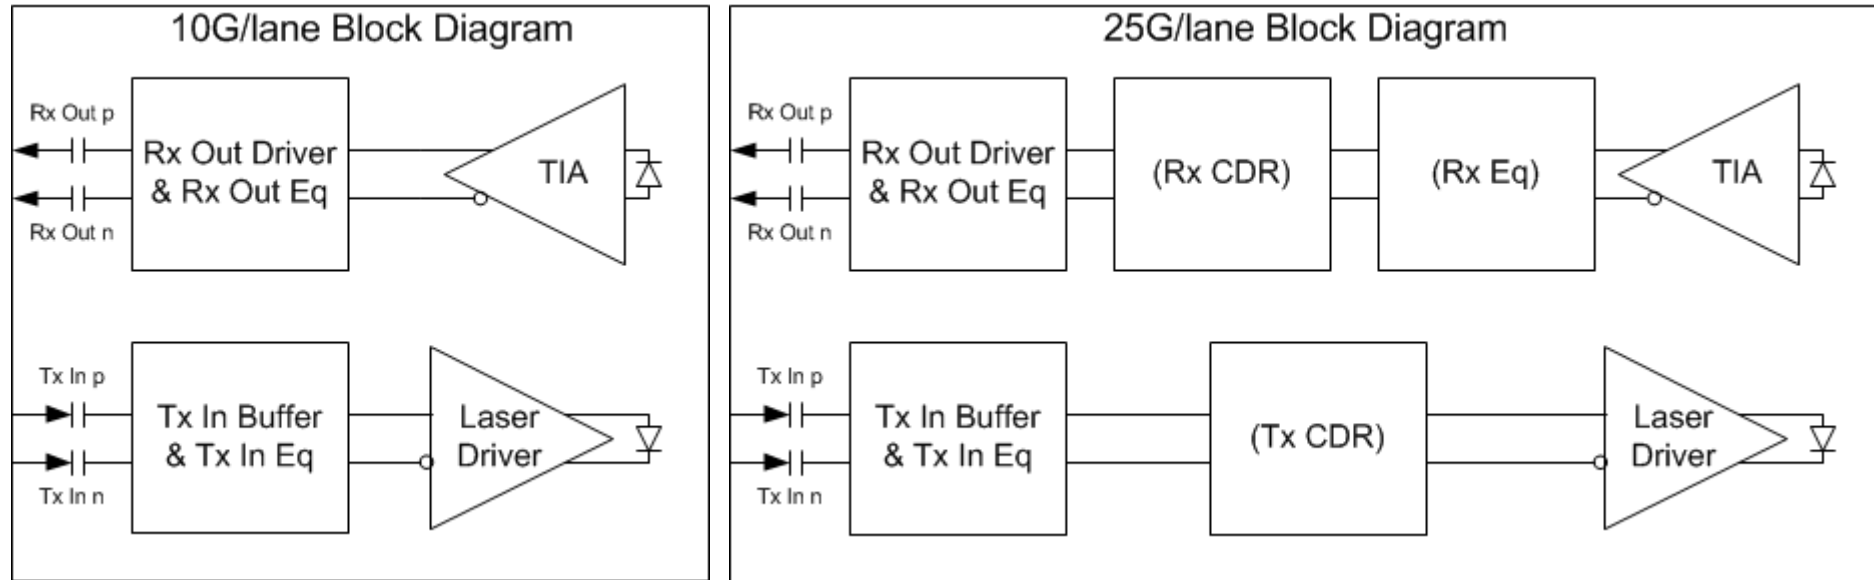 10G/lane Block Diagram
Rx Out p
Rx Out Driver
& Rx Out Eq
TIA
Rx Out n
Tx In p
Tx In Buffer
& Tx In Eq
Laser
Driver
Tx In n
25G/lane Block Diagram
Rx Out p
Rx Out Driver
& Rx Out Eq
(Rx CDR)
(Rx Eq)
TIA
Rx Out n
Tx In p
Tx In Buffer
& Tx In Eq
(Tx CDR)
Laser
Driver
Tx In n